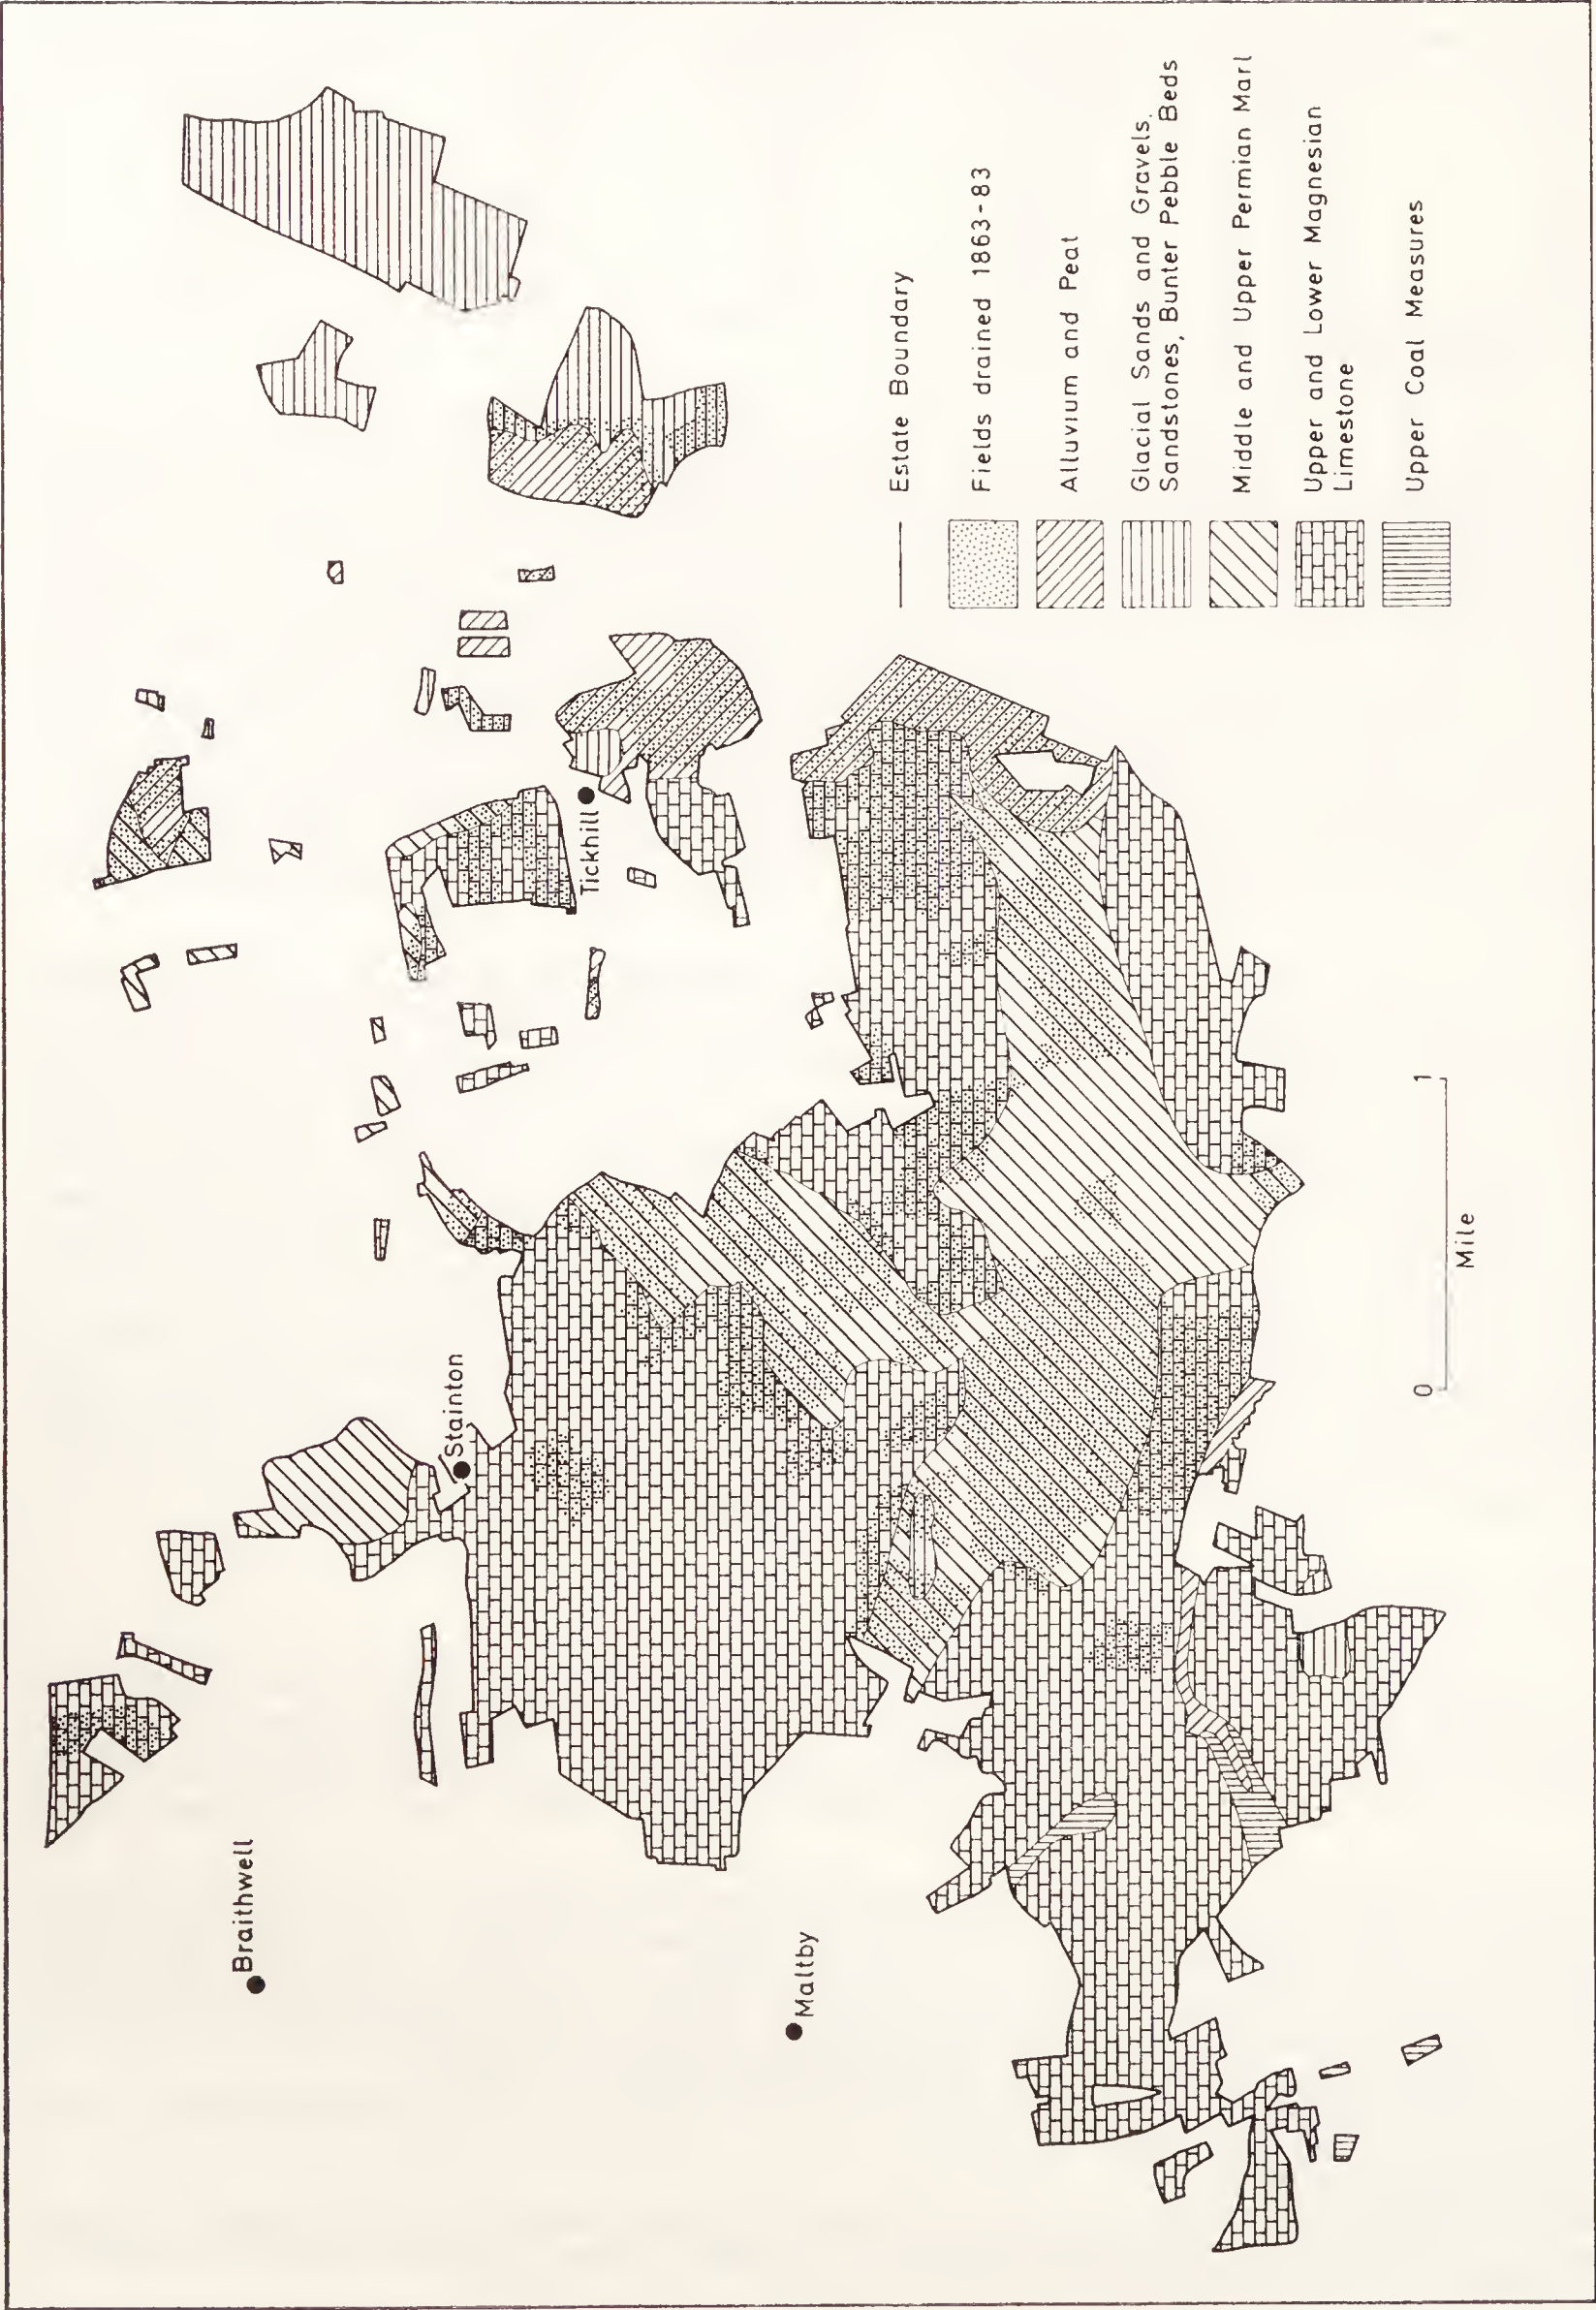 Braithwell
Stainton
Tickhill
Maltby
Estate Boundary
Fields drained 1863-83
Alluvium and Peat
Glacial Sands and Gravels,
Sandstones, Bunter Pebble Beds
Middle and Upper Permian Marl
Upper and Lower Magnesian
Limestone
Upper Coal Measures
0 1
Mile